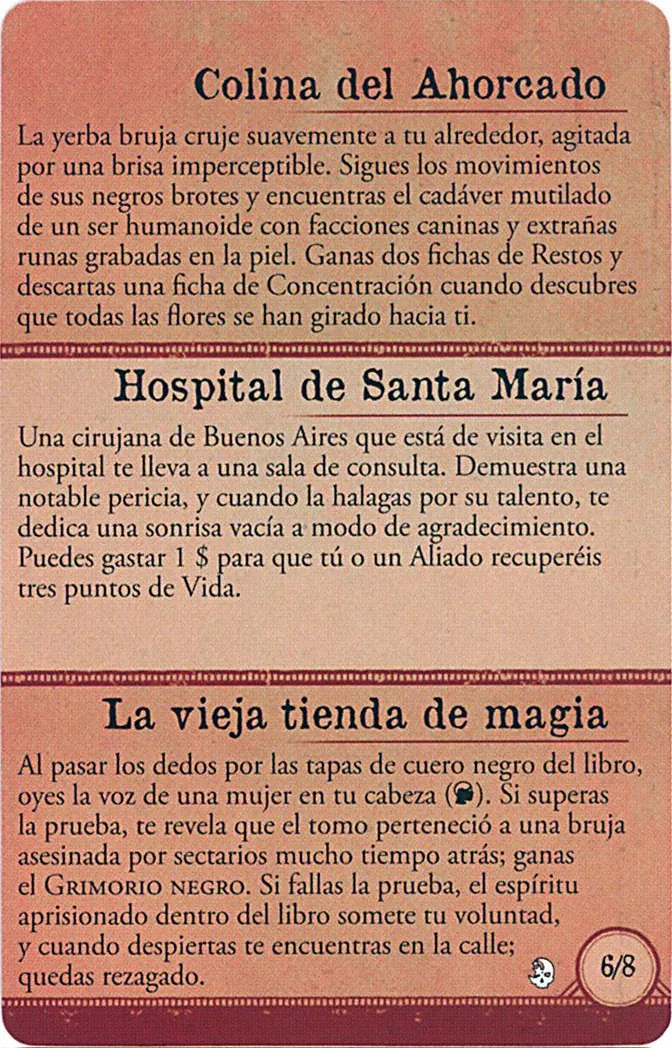 Colina del Ahorcado
La yerba bruja cruje suavemente a tu alrededor, agitada
por una brisa imperceptible. Sigues los movimientos
de sus negros brotes y encuentras el cadáver mutilado
de un ser humanoide con facciones caninas y extrañas
runas grabadas en la piel. Ganas dos fichas de Restos y
descartas una ficha de Concentración cuando descubres
que todas las flores se han girado hacia ti.
Hospital de Santa María
Una cirujana de Buenos Aires que está de visita en el
hospital te lleva a una sala de consulta. Demuestra una
notable pericia, y cuando la halagas por su talento, te
dedica una sonrisa vacía a modo de agradecimiento.
Puedes gastar 1 $ para que tú o un Aliado recuperéis
tres puntos de Vida.
La vieja tienda de magia
Al pasar los dedos por las tapas de cuero negro del libro,
oyes la voz de una mujer en tu cabeza (). Si superas
la prueba, te revela que el tomo perteneció a una bruja
asesinada por sectarios mucho tiempo atrás; ganas
el GRIMORIO NEGRO. Si fallas la prueba, el espíritu
aprisionado dentro del libro somete tu voluntad,
y cuando despiertas te encuentras en la calle;
quedas rezagado.
6/8